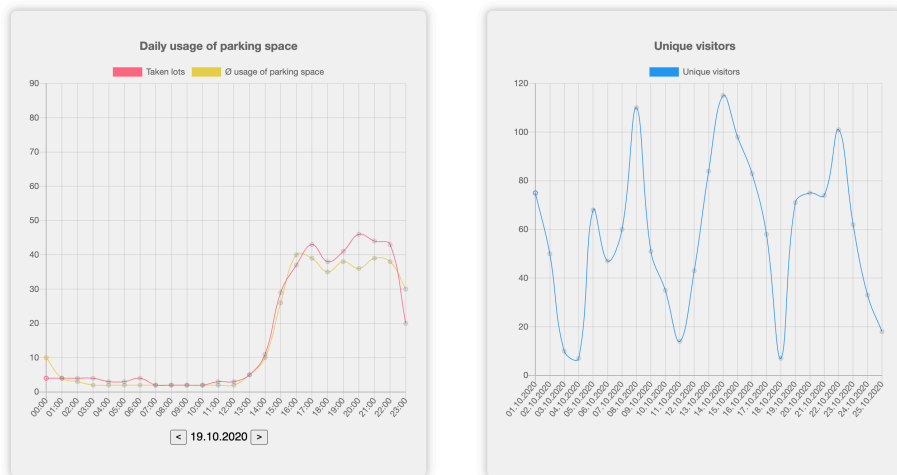 Daily usage of parking space
Taken lots Ø usage of parking space
90
80
70
60
50
40
30
20
10
0
00:00 01:00 02:00 03:00 04:00 05:00 06:00 07:00 08:00 09:00 10:00 11:00 12:00 13:00 14:00 15:00 16:00 17:00 18:00 19:00 20:00 21:00 22:00 23:00
< 19.10.2020 >
Unique visitors
Unique visitors
120
100
80
60
40
20
0
01.10.2020 02.10.2020 03.10.2020 04.10.2020 05.10.2020 06.10.2020 07.10.2020 08.10.2020 09.10.2020 10.10.2020 11.10.2020 12.10.2020 13.10.2020 14.10.2020 15.10.2020 16.10.2020 17.10.2020 18.10.2020 19.10.2020 20.10.2020 21.10.2020 22.10.2020 23.10.2020 24.10.2020 25.10.2020